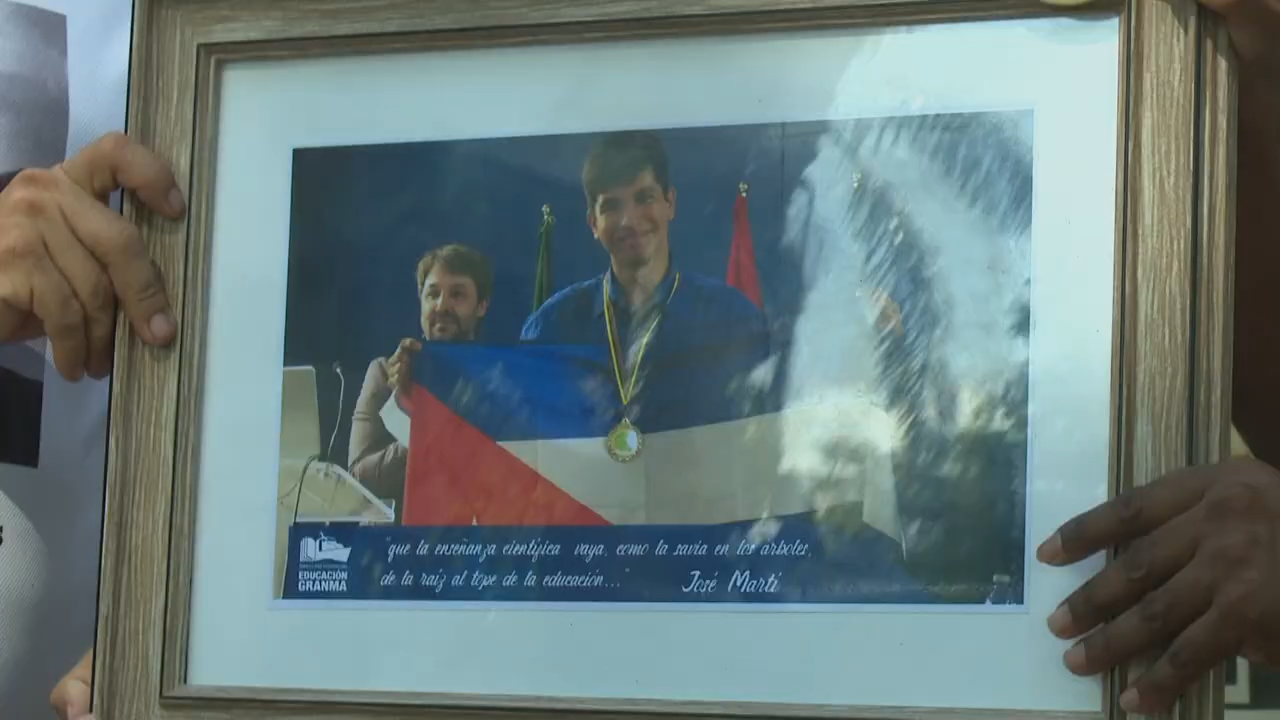 "que la enseñanza científica vaya, como la savia en los arboles,
de la raíz al tope de la educación..." José Martí
EDUCACIÓN
GRANMA